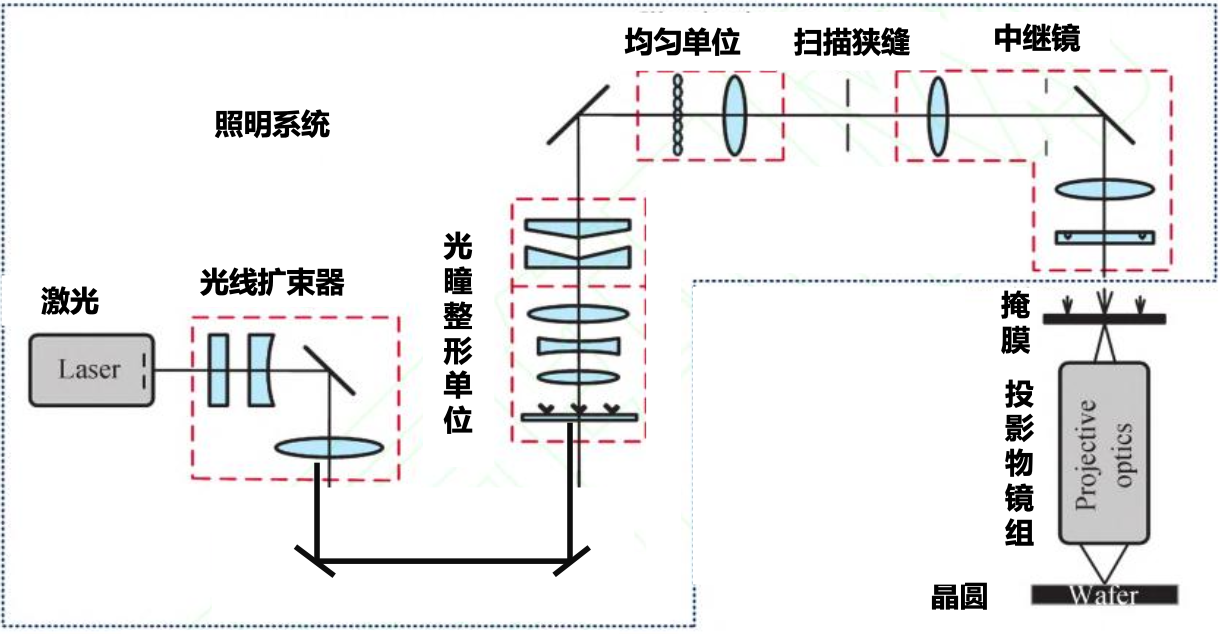 均匀单位
扫描狭缝
中继镜
照明系统
光瞳整形单位
光线扩束器
激光
Laser
掩膜
投影物镜组
Projective
optics
晶圆
Wafer